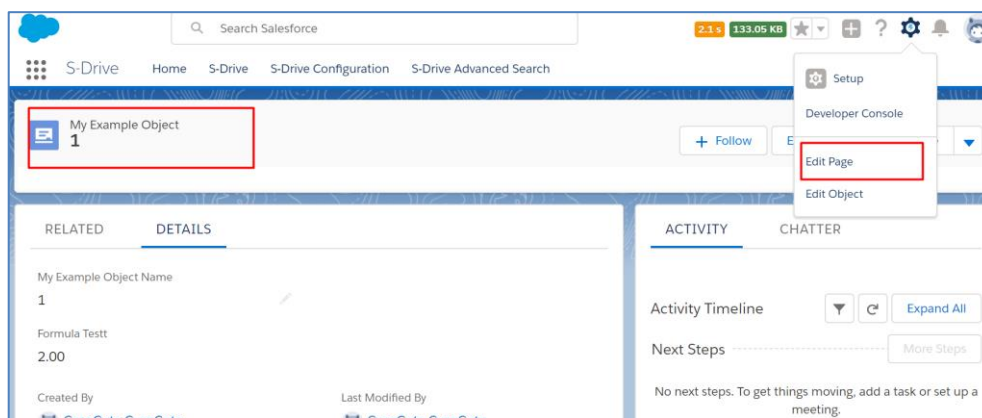 Search Salesforce
2.1 s 133.05 KB
S-Drive Home S-Drive S-Drive Configuration S-Drive Advanced Search
Setup
Developer Console
Edit Page
Edit Object
My Example Object
1
+ Follow
RELATED DETAILS
ACTIVITY CHATTER
My Example Object Name
1
Formula Testt
2.00
Created By
Last Modified By
Activity Timeline
Expand All
Next Steps
More Steps
No next steps. To get things moving, add a task or set up a
meeting.